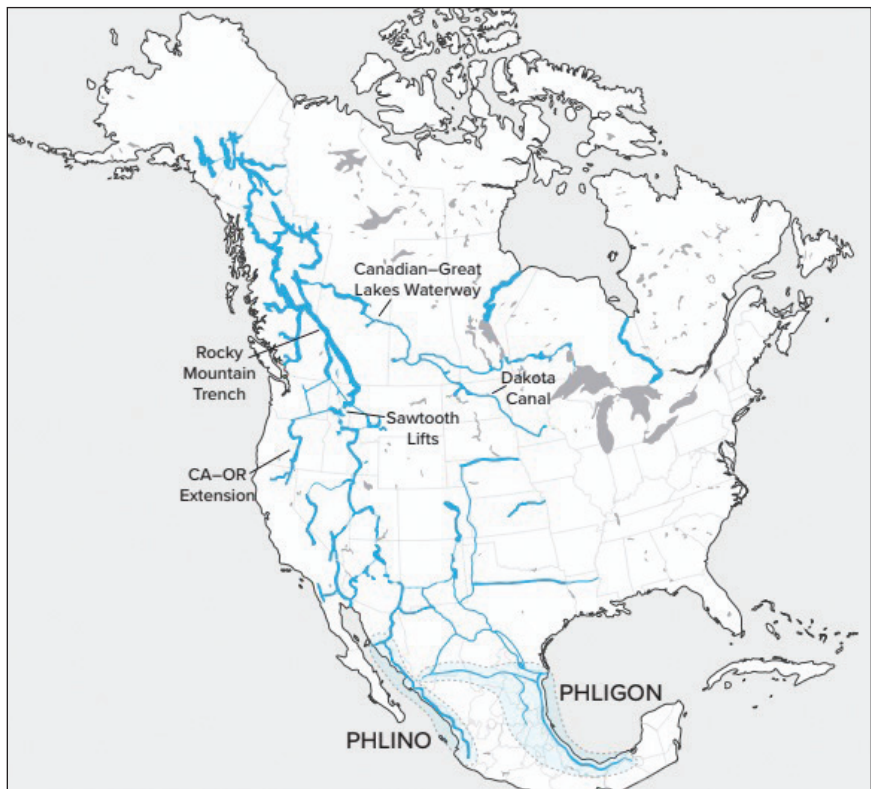 Canadian–Great
Lakes Waterway
Rocky
Mountain
Trench
Dakota
Canal
Sawtooth
Lifts
CA–OR
Extension
PHLIGON
PHLINO